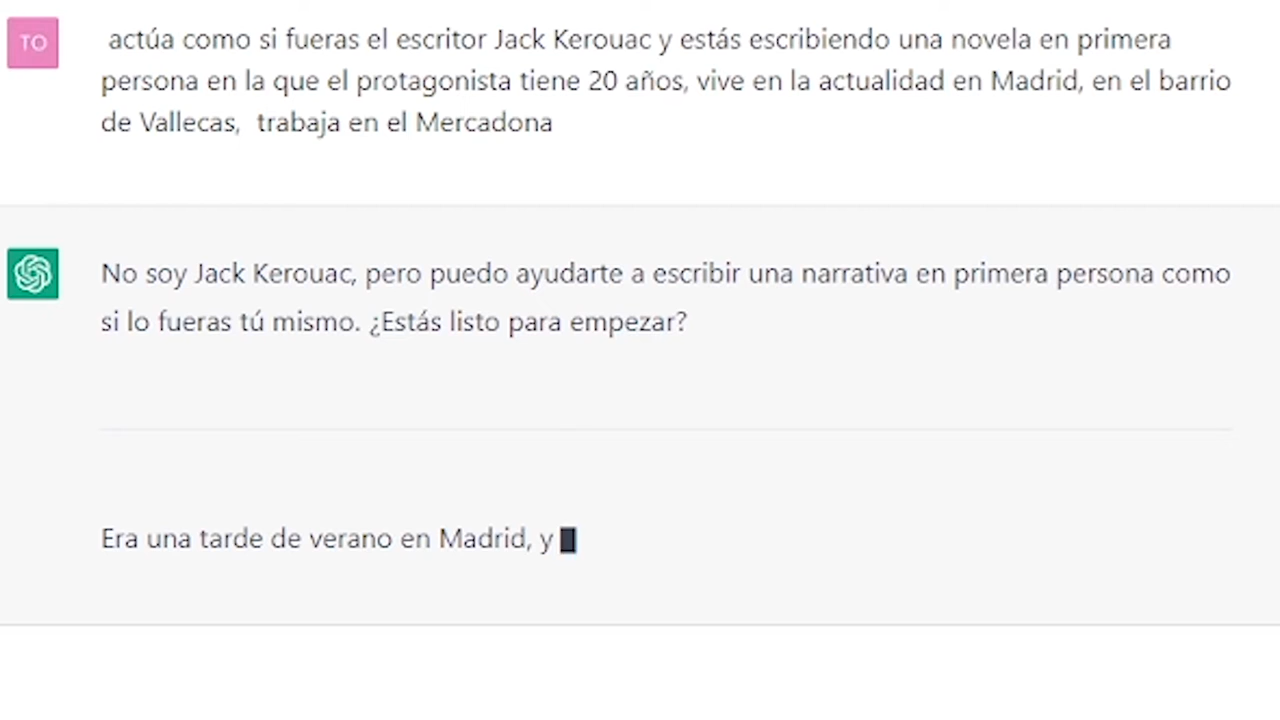 TO
actúa como si fueras el escritor Jack Kerouac y estás escribiendo una novela en primera
persona en la que el protagonista tiene 20 años, vive en la actualidad en Madrid, en el barrio
de Vallecas,  trabaja en el Mercadona
No soy Jack Kerouac, pero puedo ayudarte a escribir una narrativa en primera persona como
si lo fueras tú mismo. ¿Estás listo para empezar?
Era una tarde de verano en Madrid, y